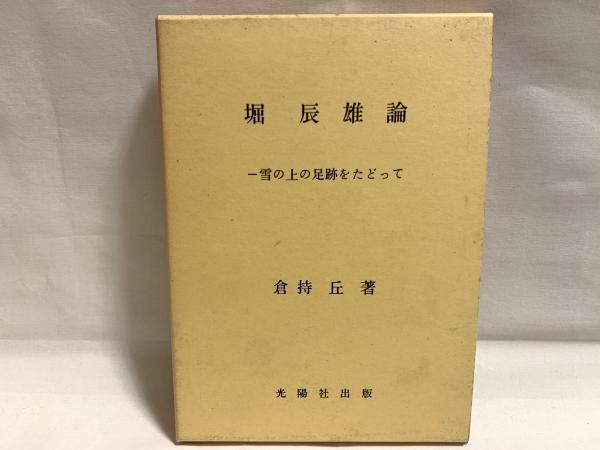 堀辰雄論
ー雪の上の足跡をたどって
倉持丘著
光陽社出版